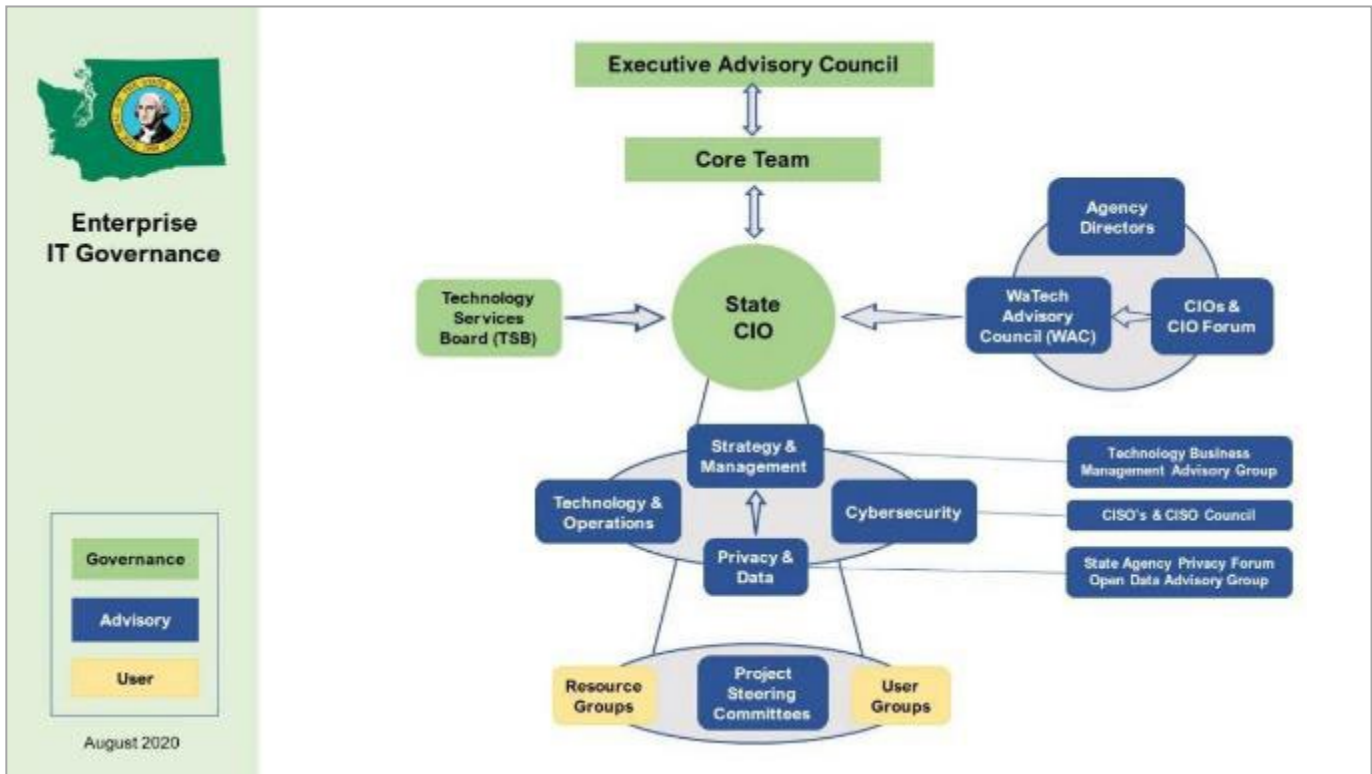 Enterprise
IT Governance
Governance
Advisory
User
August 2020
Executive Advisory Council
Core Team
State
CIO
Technology
Services
Board (TSB)
Agency
Directors
WaTech
Advisory
Council (WAC)
CIOs &
CIO Forum
Strategy &
Management
Technology &
Operations
Cybersecurity
Privacy &
Data
Technology Business
Management Advisory Group
CISO's & CISO Council
State Agency Privacy Forum
Open Data Advisory Group
Resource
Groups
Project
Steering
Committees
User
Groups